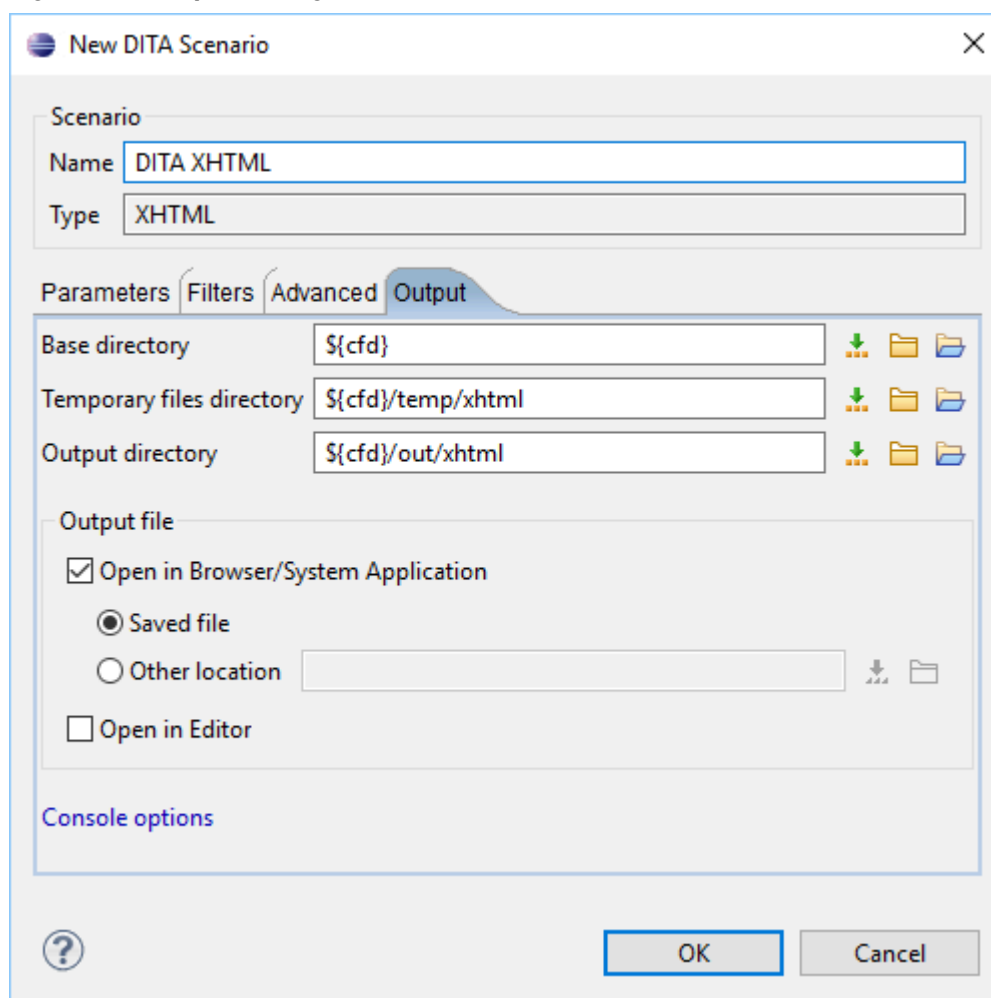 New DITA Scenario
Scenario
Name DITA XHTML
Type XHTML
Parameters Filters Advanced Output
Base directory ${cfd}
Temporary files directory ${cfd}/temp/xhtml
Output directory ${cfd}/out/xhtml
Output file
Open in Browser/System Application
Saved file
Other location
Open in Editor
Console options
? OK Cancel